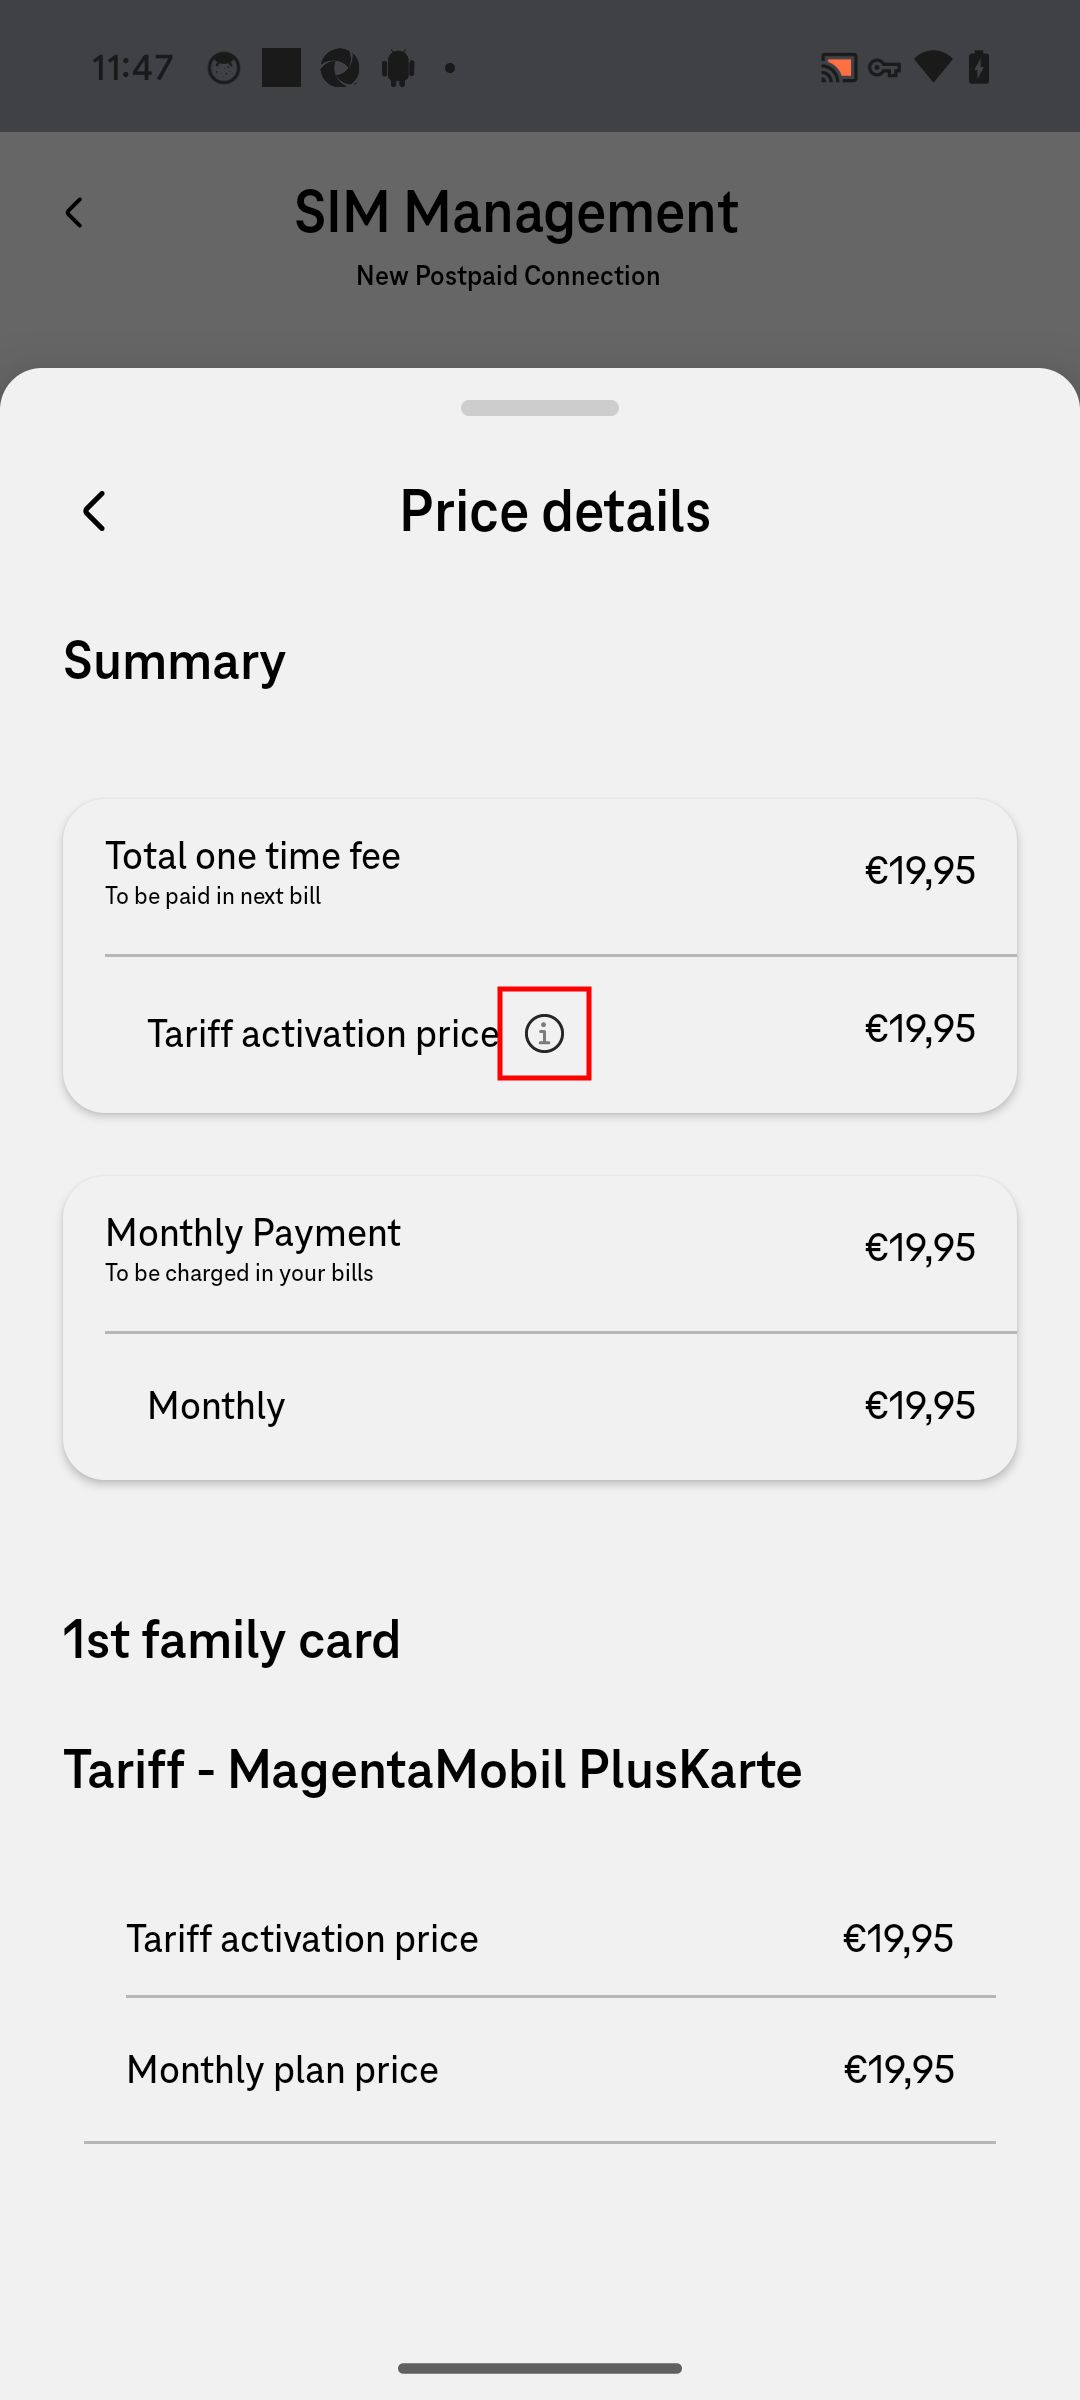 11:47
SIM Management
New Postpaid Connection
Price details
Summary
Total one time fee
€19,95
To be paid in next bill
Tariff activation price
€19,95
Monthly Payment
€19,95
To be charged in your bills
Monthly
€19,95
1st family card
Tariff - MagentaMobil PlusKarte
Tariff activation price
€19,95
Monthly plan price
€19,95